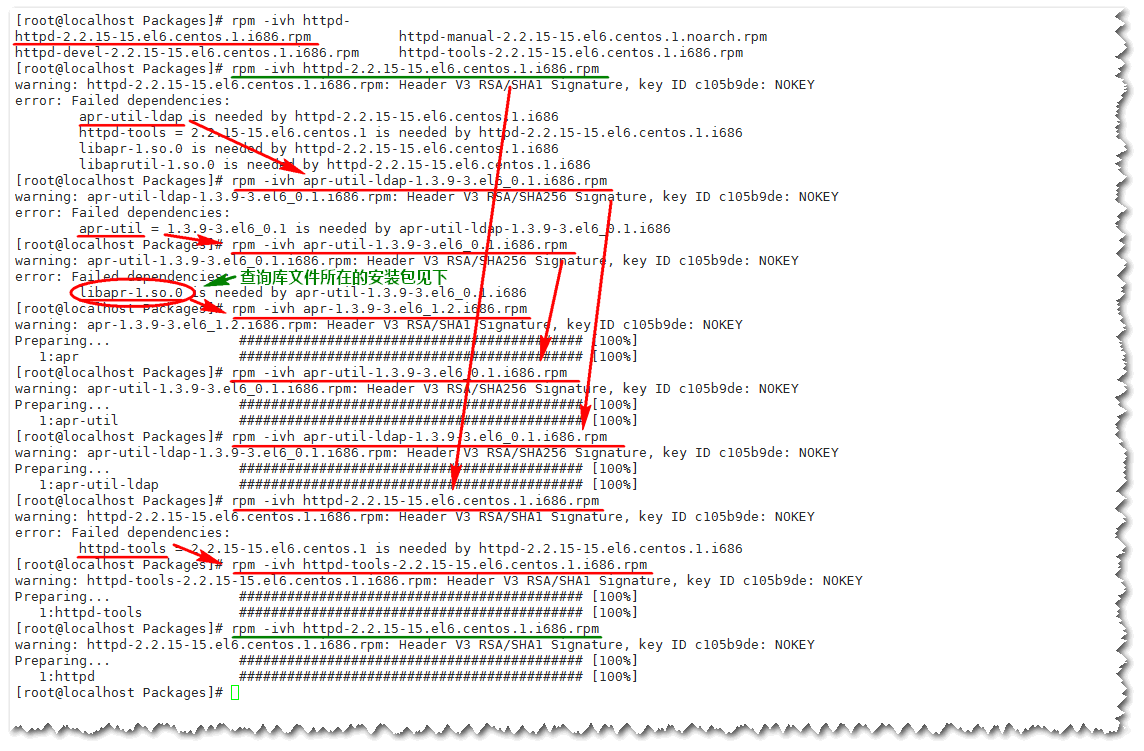 [root@localhost Packages]# rpm -ivh httpd-
httpd-2.2.15-15.el6.centos.1.i686.rpm httpd-manual-2.2.15-15.el6.centos.1.noarch.rpm
httpd-devel-2.2.15-15.el6.centos.1.i686.rpm httpd-tools-2.2.15-15.el6.centos.1.i686.rpm
[root@localhost Packages]# rpm -ivh httpd-2.2.15-15.el6.centos.1.i686.rpm
warning: httpd-2.2.15-15.el6.centos.1.i686.rpm: Header V3 RSA/SHA1 Signature, key ID c105b9de: NOKEY
error: Failed dependencies:
apr-util-ldap is needed by httpd-2.2.15-15.el6.centos.1.i686
httpd-tools = 2.2.15-15.el6.centos.1 is needed by httpd-2.2.15-15.el6.centos.1.i686
libapr-1.so.0 is needed by httpd-2.2.15-15.el6.centos.1.i686
libaprutil-1.so.0 is needed by httpd-2.2.15-15.el6.centos.1.i686
[root@localhost Packages]# rpm -ivh apr-util-ldap-1.3.9-3.el6_0.1.i686.rpm
warning: apr-util-ldap-1.3.9-3.el6_0.1.i686.rpm: Header V3 RSA/SHA256 Signature, key ID c105b9de: NOKEY
error: Failed dependencies:
apr-util = 1.3.9-3.el6_0.1 is needed by apr-util-ldap-1.3.9-3.el6_0.1.i686
[root@localhost Packages]# rpm -ivh apr-util-1.3.9-3.el6_0.1.i686.rpm
warning: apr-util-1.3.9-3.el6_0.1.i686.rpm: Header V3 RSA/SHA256 Signature, key ID c105b9de: NOKEY
error: Failed dependencies: 查询库文件所在的安装包见下
libapr-1.so.0 is needed by apr-util-1.3.9-3.el6_0.1.i686
[root@localhost Packages]# rpm -ivh apr-1.3.9-3.el6_1.2.i686.rpm
warning: apr-1.3.9-3.el6_1.2.i686.rpm: Header V3 RSA/SHA1 Signature, key ID c105b9de: NOKEY
Preparing... ########################################### [100%]
1:apr ########################################### [100%]
[root@localhost Packages]# rpm -ivh apr-util-1.3.9-3.el6_0.1.i686.rpm
warning: apr-util-1.3.9-3.el6_0.1.i686.rpm: Header V3 RSA/SHA256 Signature, key ID c105b9de: NOKEY
Preparing... ########################################### [100%]
1:apr-util ########################################### [100%]
[root@localhost Packages]# rpm -ivh apr-util-ldap-1.3.9-3.el6_0.1.i686.rpm
warning: apr-util-ldap-1.3.9-3.el6_0.1.i686.rpm: Header V3 RSA/SHA256 Signature, key ID c105b9de: NOKEY
Preparing... ########################################### [100%]
1:apr-util-ldap ########################################### [100%]
[root@localhost Packages]# rpm -ivh httpd-2.2.15-15.el6.centos.1.i686.rpm
warning: httpd-2.2.15-15.el6.centos.1.i686.rpm: Header V3 RSA/SHA1 Signature, key ID c105b9de: NOKEY
error: Failed dependencies:
httpd-tools = 2.2.15-15.el6.centos.1 is needed by httpd-2.2.15-15.el6.centos.1.i686
[root@localhost Packages]# rpm -ivh httpd-tools-2.2.15-15.el6.centos.1.i686.rpm
warning: httpd-tools-2.2.15-15.el6.centos.1.i686.rpm: Header V3 RSA/SHA1 Signature, key ID c105b9de: NOKEY
Preparing... ########################################### [100%]
1:httpd-tools ########################################### [100%]
[root@localhost Packages]# rpm -ivh httpd-2.2.15-15.el6.centos.1.i686.rpm
warning: httpd-2.2.15-15.el6.centos.1.i686.rpm: Header V3 RSA/SHA1 Signature, key ID c105b9de: NOKEY
Preparing... ########################################### [100%]
1:httpd ########################################### [100%]
[root@localhost Packages]#